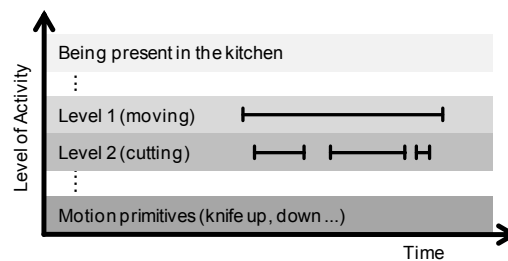 Level of Activity
Being present in the kitchen
Level 1 (moving)
Level 2 (cutting)
Motion primitives (knife up, down ...)
Time